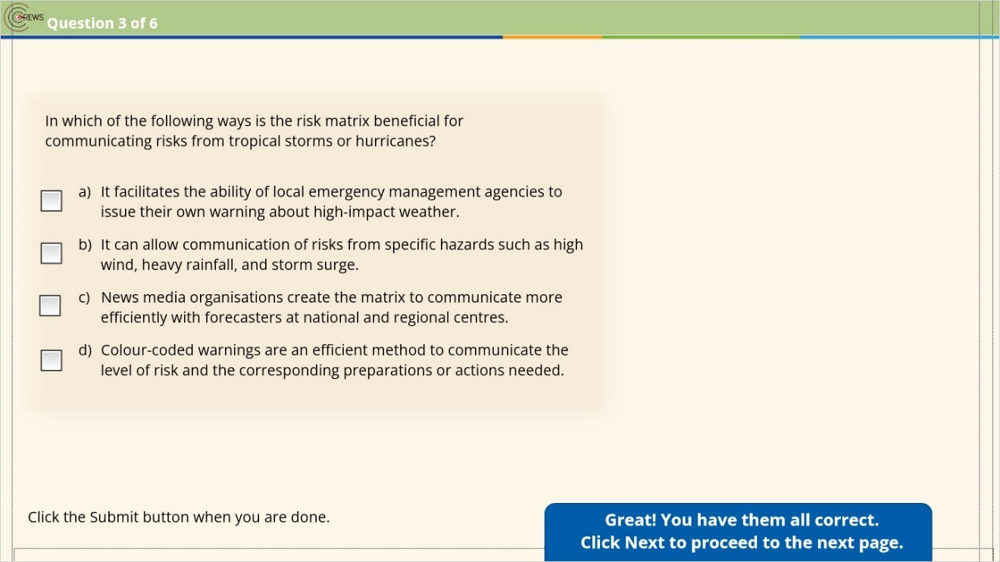 CREWS
Question 3 of 6
In which of the following ways is the risk matrix beneficial for
communicating risks from tropical storms or hurricanes?
a) It facilitates the ability of local emergency management agencies to
issue their own warning about high-impact weather.
b) It can allow communication of risks from specific hazards such as high
wind, heavy rainfall, and storm surge.
c) News media organisations create the matrix to communicate more
efficiently with forecasters at national and regional centres.
d) Colour-coded warnings are an efficient method to communicate the
level of risk and the corresponding preparations or actions needed.
Click the Submit button when you are done.
Great! You have them all correct.
Click Next to proceed to the next page.